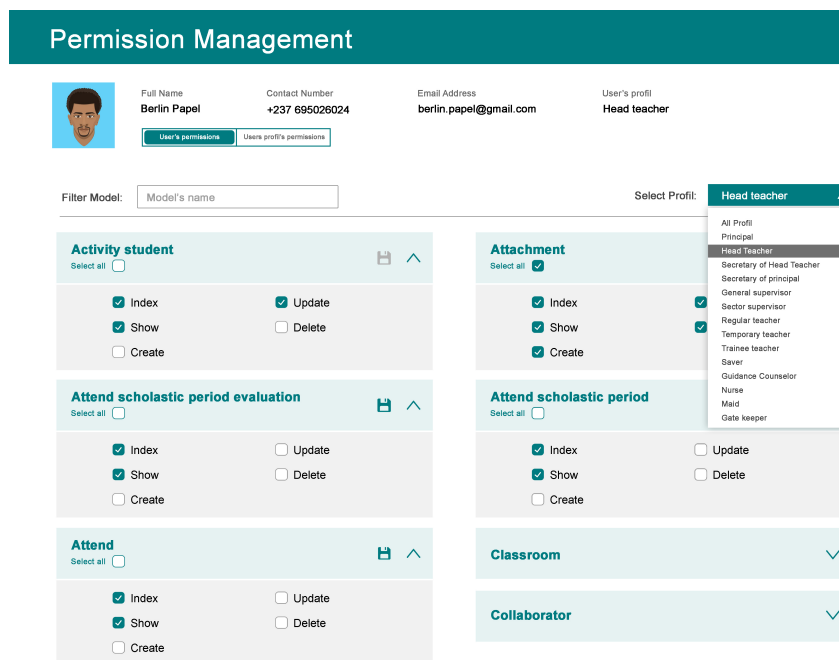 Permission Management
Full Name
Contact Number
Email Address
User's profil
Berlin Papel
+237 695026024
berlin.papel@gmail.com
Head teacher
User's permissions
Users profil's permissions
Filter Model:
Model's name
Select Profil:
Head teacher
All Profil
Principal
Head Teacher
Secretary of Head Teacher
Secretary of principal
General supervisor
Sector supervisor
Regular teacher
Temporary teacher
Trainee teacher
Saver
Guidance Counselor
Nurse
Maid
Gate keeper
Activity student
Select all
Index
Update
Show
Delete
Create
Attachment
Select all
Index
Show
Create
Attend scholastic period evaluation
Select all
Index
Update
Show
Delete
Create
Attend scholastic period
Select all
Index
Update
Show
Delete
Create
Attend
Select all
Index
Update
Show
Delete
Create
Classroom
Collaborator